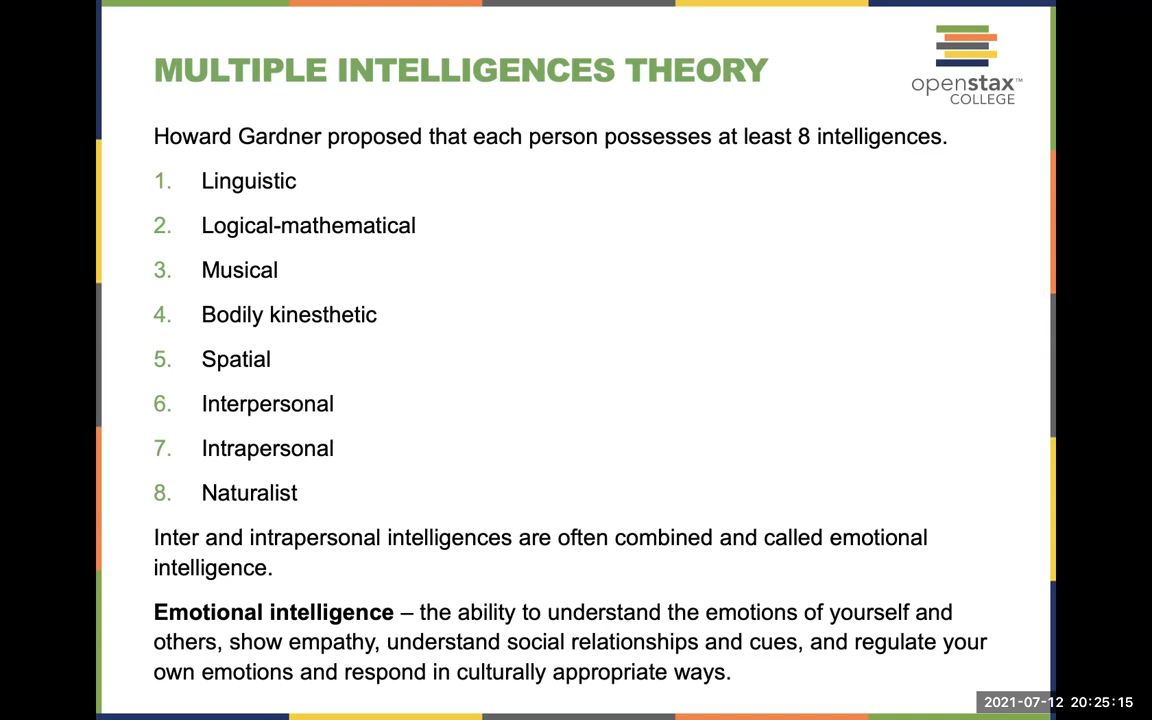 MULTIPLE INTELLIGENCES THEORY
openstax™
COLLEGE
Howard Gardner proposed that each person possesses at least 8 intelligences.
1. Linguistic
2. Logical-mathematical
3. Musical
4. Bodily kinesthetic
5. Spatial
6. Interpersonal
7. Intrapersonal
8. Naturalist
Inter and intrapersonal intelligences are often combined and called emotional
intelligence.
Emotional intelligence – the ability to understand the emotions of yourself and
others, show empathy, understand social relationships and cues, and regulate your
own emotions and respond in culturally appropriate ways.
2021-07-12 20:25:15